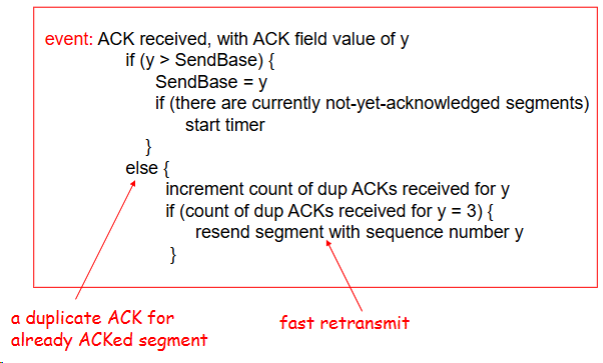 event: ACK received, with ACK field value of y
if (y > SendBase) {
SendBase = y
if (there are currently not-yet-acknowledged segments)
start timer
}
else {
increment count of dup ACKs received for y
if (count of dup ACKs received for y = 3) {
resend segment with sequence number y
}
a duplicate ACK for
already ACKed segment
fast retransmit